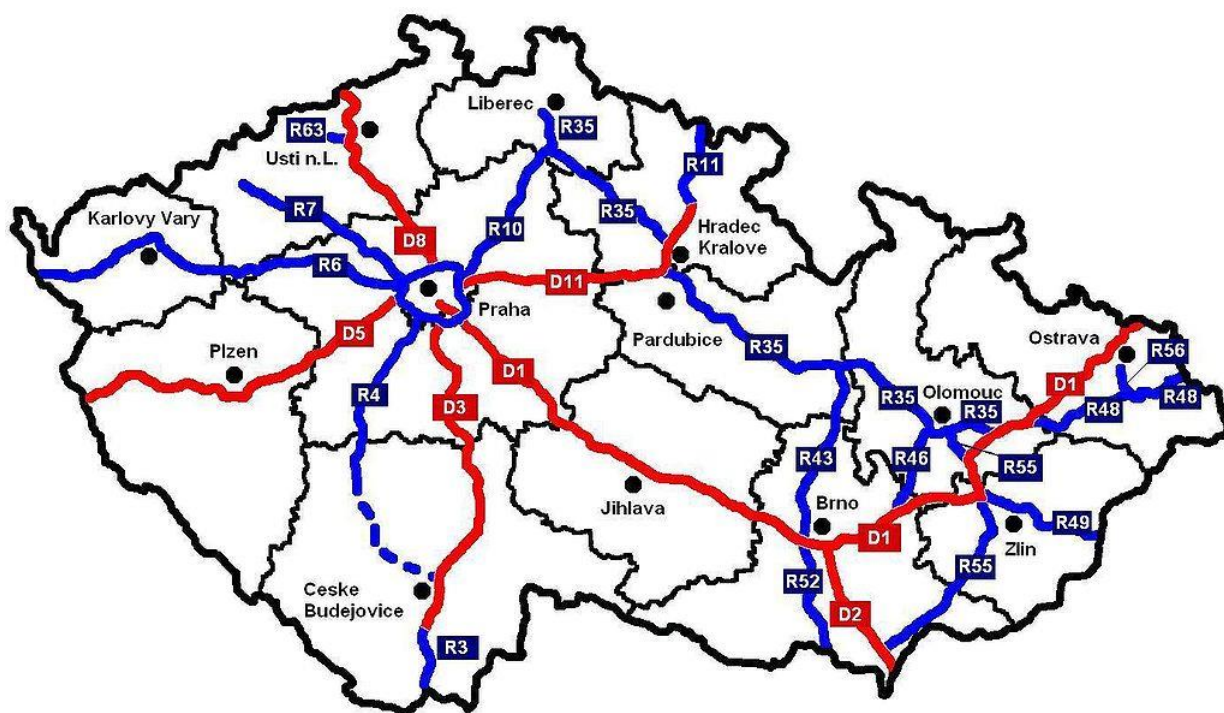 Liberec
R35
R63
Usti n.L.
R11
R7
Karlovy Vary
R10
R35
Hradec
Kralove
D8
R6
D11
Praha
D5
Plzen
Pardubice
R35
Ostrava
R56
D1
D1
R4
D3
R35
Olomouc
R35
R48
R48
R43
R46
R55
Jihlava
Brno
D1
R49
Zlin
R52
R55
Ceske
Budejovice
D2
R3